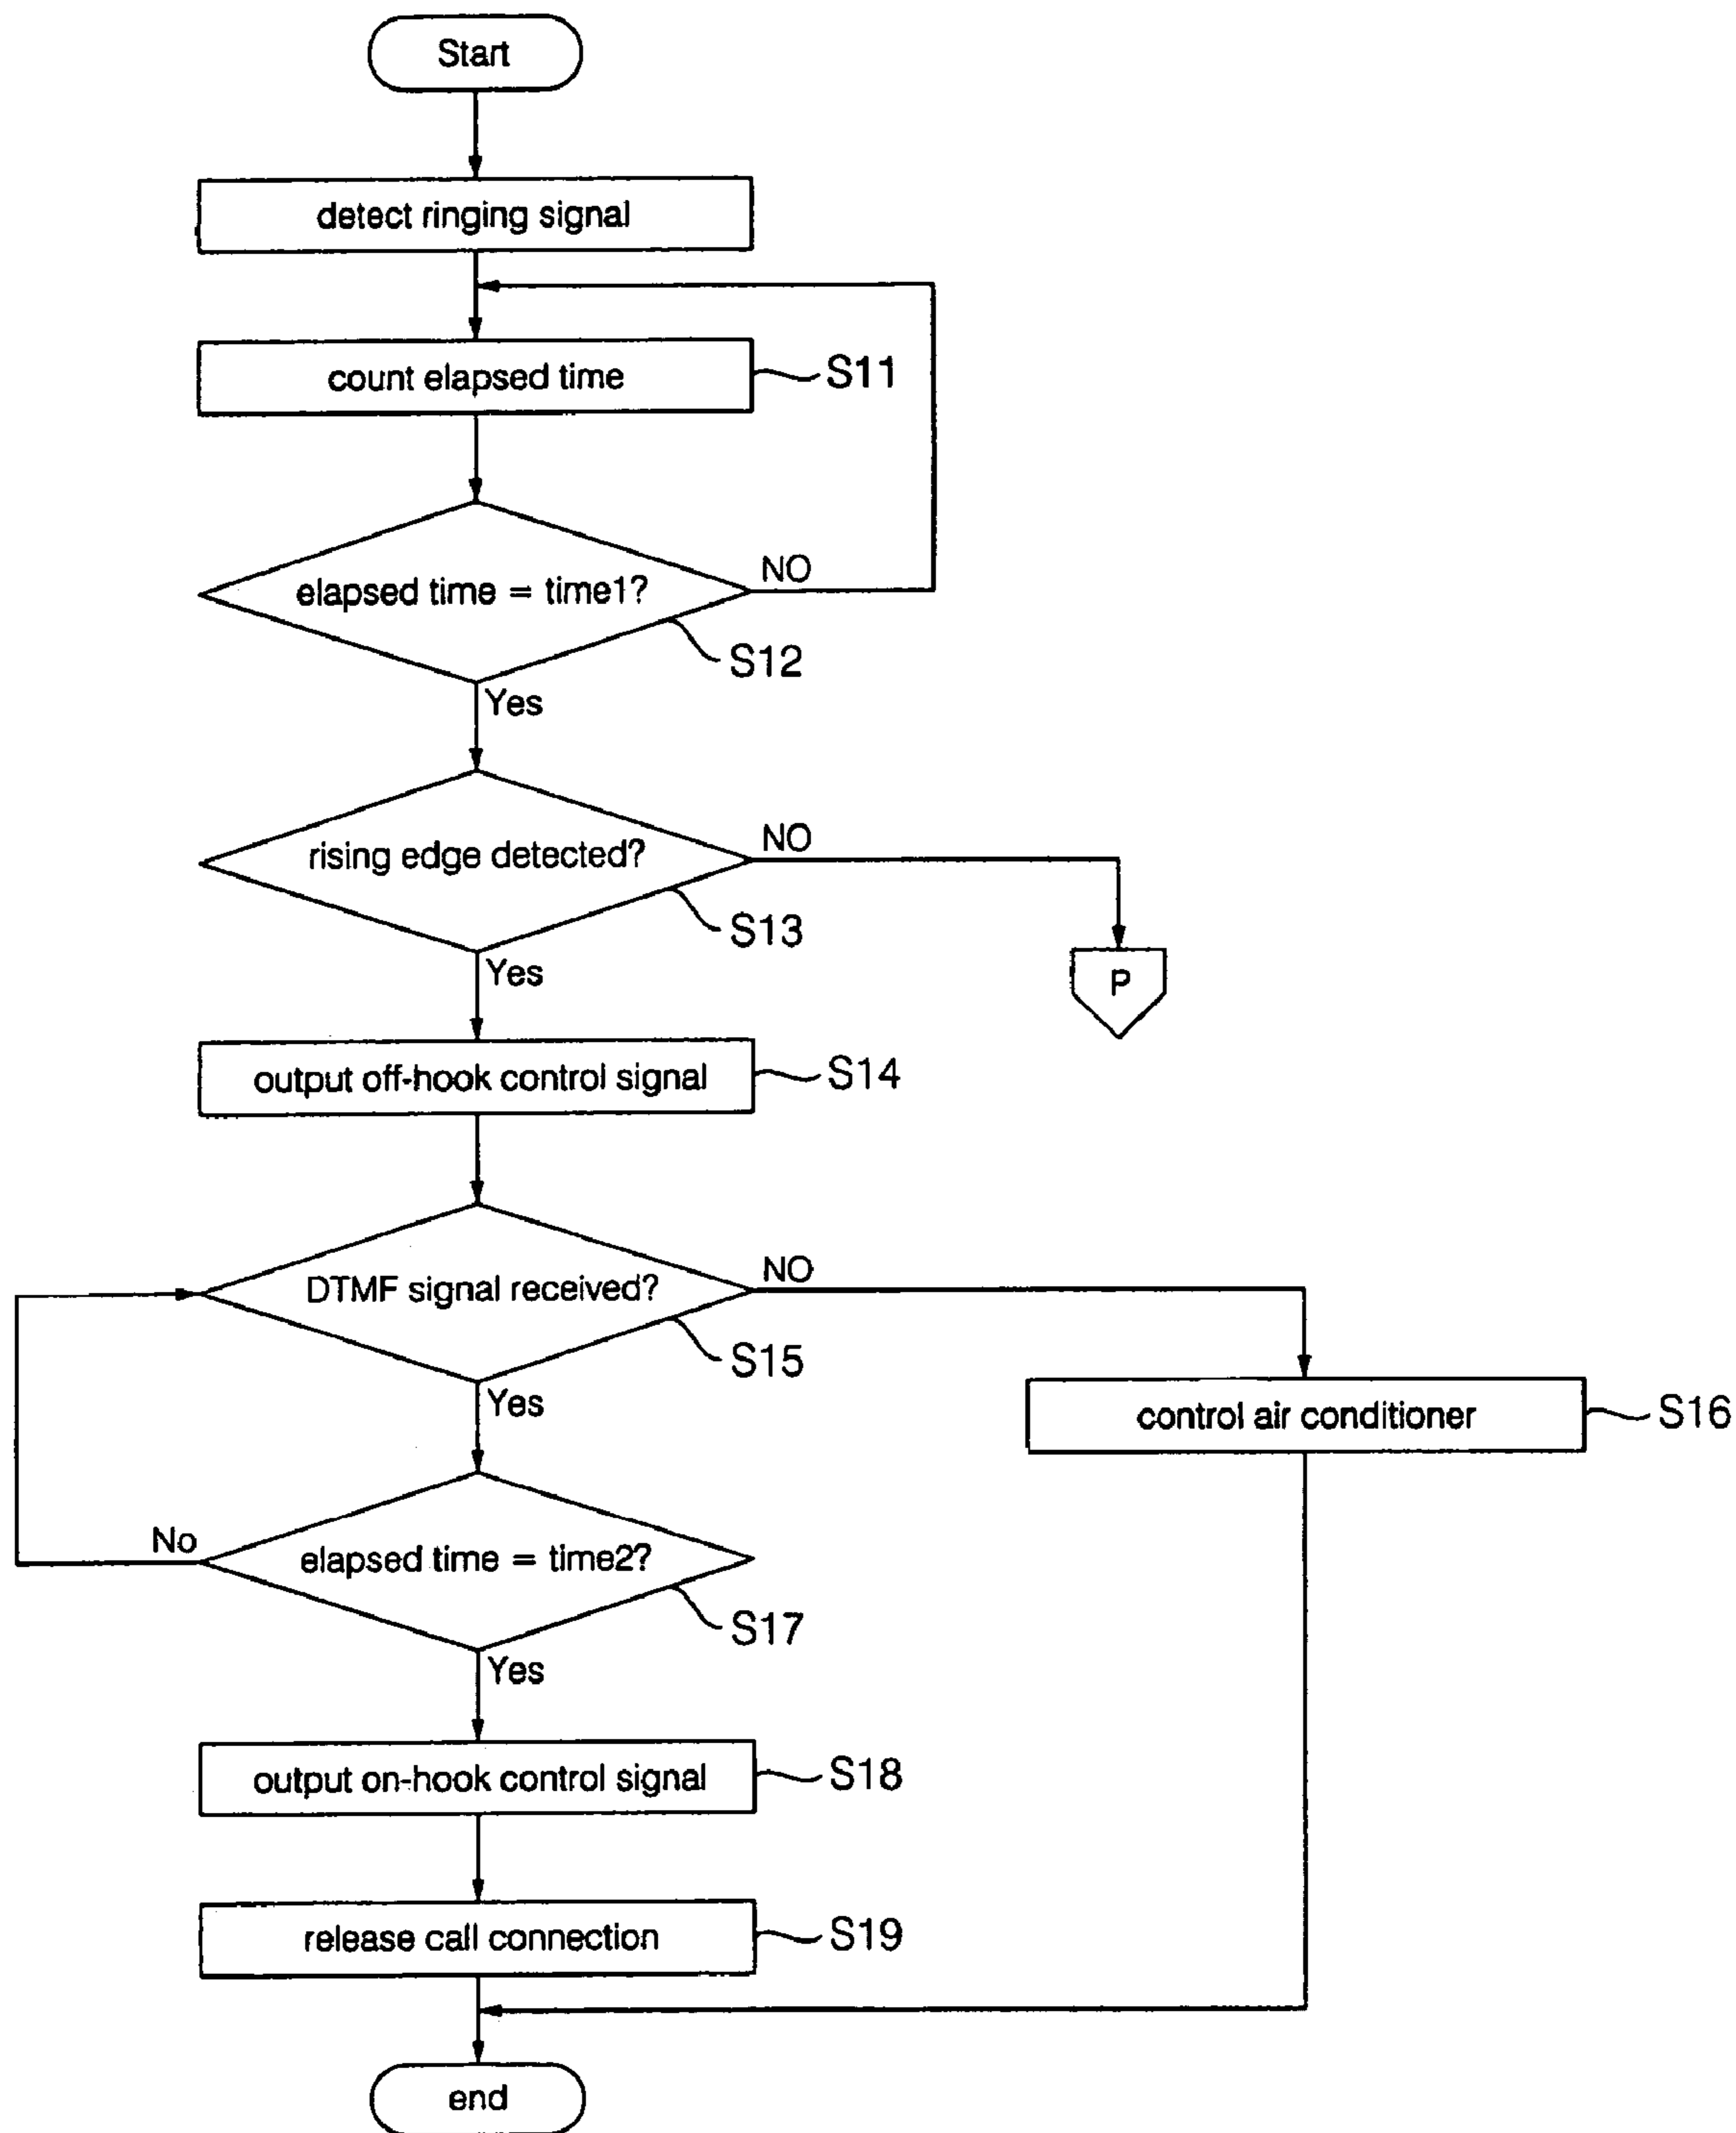 Start
detect ringing signal
count elapsed time
S11
elapsed time = time1?
NO
S12
Yes
rising edge detected?
NO
S13
Yes
P
output off-hook control signal
S14
DTMF signal received?
NO
S15
Yes
control air conditioner
S16
No
elapsed time = time2?
S17
Yes
output on-hook control signal
S18
release call connection
S19
end